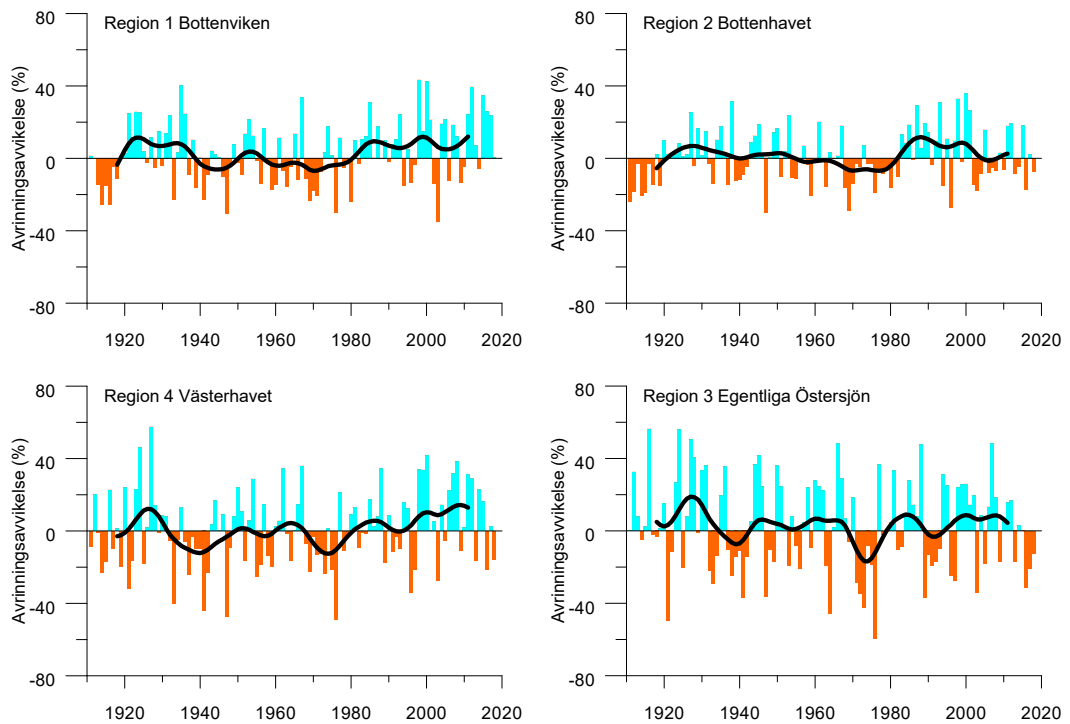 Region 1 Bottenviken
Avrinningsavvikelse (%)
80
40
0
-40
-80
1920 1940 1960 1980 2000 2020
Region 2 Bottenhavet
Avrinningsavvikelse (%)
80
40
0
-40
-80
1920 1940 1960 1980 2000 2020
Region 4 Västerhavet
Avrinningsavvikelse (%)
80
40
0
-40
-80
1920 1940 1960 1980 2000 2020
Region 3 Egentliga Östersjön
Avrinningsavvikelse (%)
80
40
0
-40
-80
1920 1940 1960 1980 2000 2020